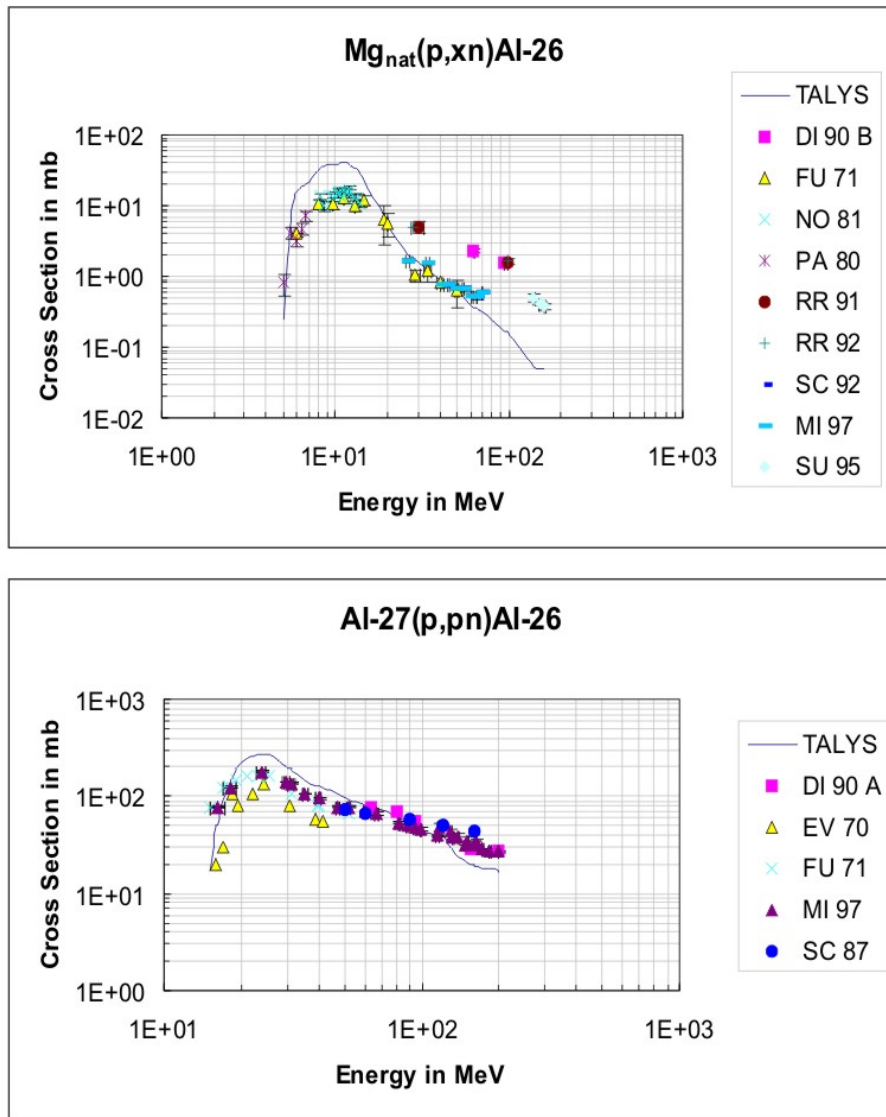 Mg_nat(p,xn)Al-26
Cross Section in mb
1E+02
1E+01
1E+00
1E-01
1E-02
1E+00 1E+01 1E+02 1E+03
Energy in MeV
TALYS
DI 90 B
FU 71
NO 81
PA 80
RR 91
RR 92
SC 92
MI 97
SU 95
Al-27(p,pn)Al-26
Cross Section in mb
1E+03
1E+02
1E+01
1E+00
1E+01 1E+02 1E+03
Energy in MeV
TALYS
DI 90 A
EV 70
FU 71
MI 97
SC 87